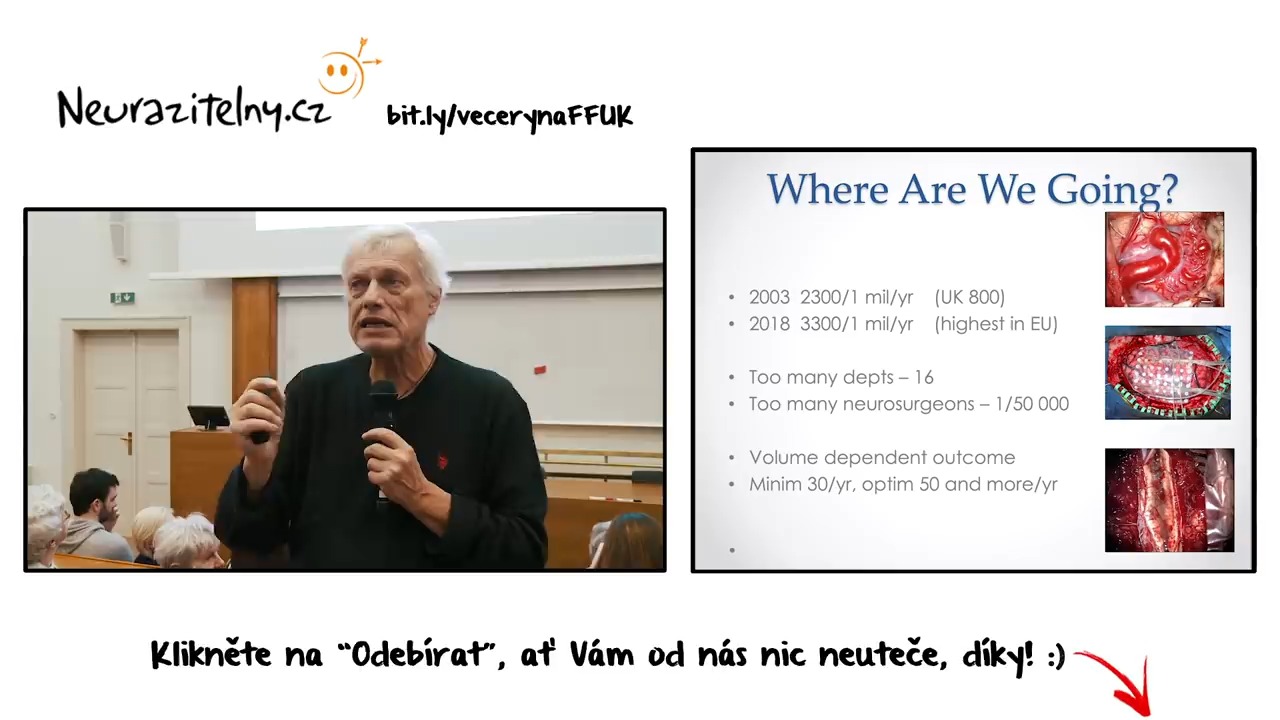 Neurazitelny.cz
bit.ly/vecerynaFFUK
Where Are We Going?
• 2003 2300/1 mil/yr (UK 800)
• 2018 3300/1 mil/yr (highest in EU)
• Too many depts – 16
• Too many neurosurgeons – 1/50 000
• Volume dependent outcome
• Minim 30/yr, optim 50 and more/yr
•
Klikněte na “Odebírat”, ať Vám od nás nic neuteče, díky! :)